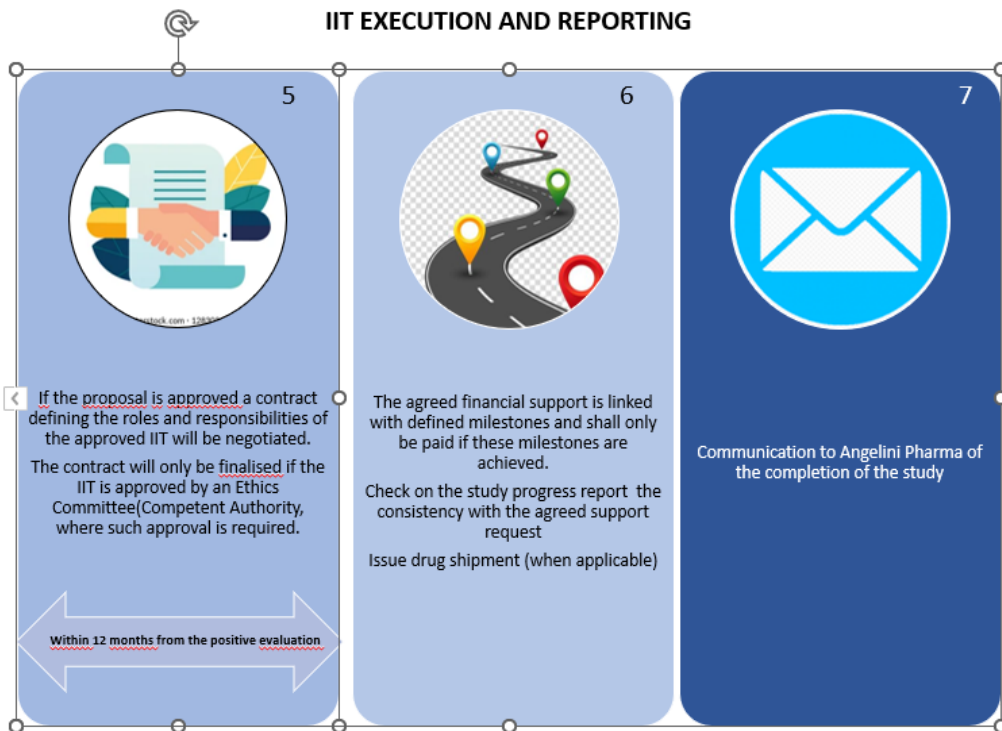 IIT EXECUTION AND REPORTING
5
If the proposal is approved a contract
defining the roles and responsibilities of
the approved IIT will be negotiated.
The contract will only be finalised if the
IIT is approved by an Ethics
Committee(Competent Authority,
where such approval is required.
Within 12 months from the positive evaluation
6
The agreed financial support is linked
with defined milestones and shall only
be paid if these milestones are
achieved.
Check on the study progress report  the
consistency with the agreed support
request
Issue drug shipment (when applicable)
7
Communication to Angelini Pharma of
the completion of the study